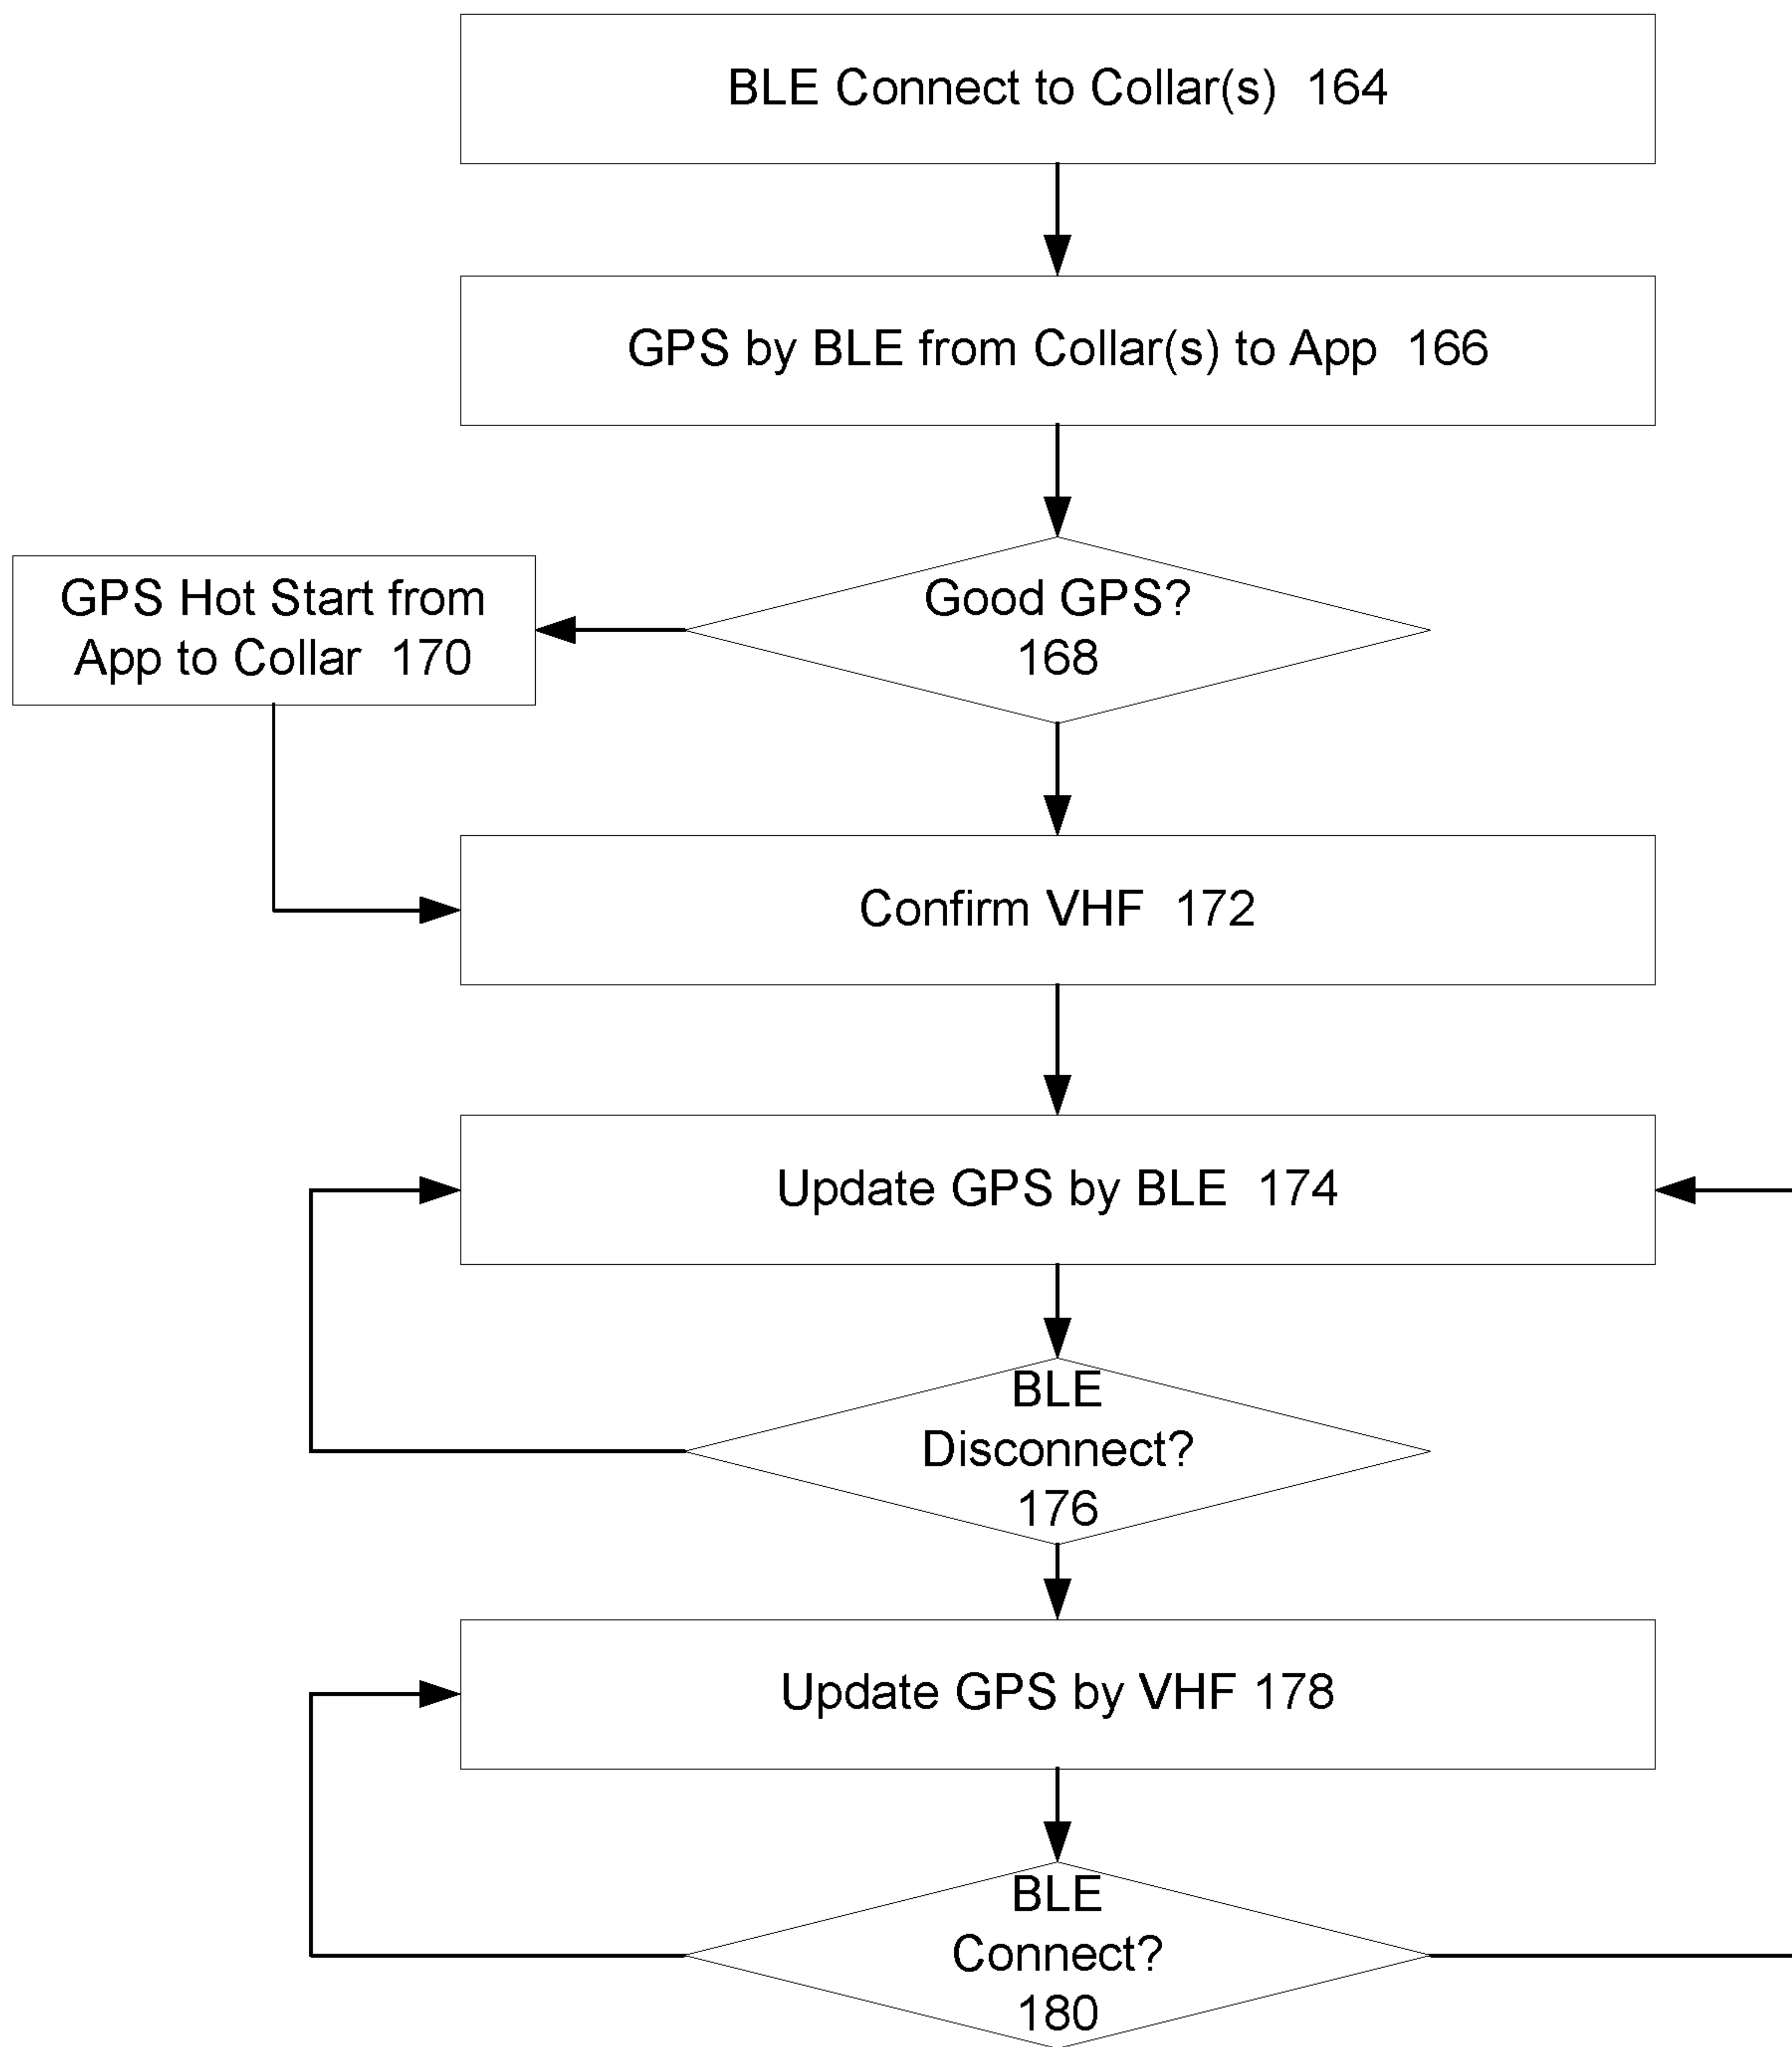 BLE Connect to Collar(s) 164
GPS by BLE from Collar(s) to App 166
Good GPS?
168
GPS Hot Start from
App to Collar 170
Confirm VHF 172
Update GPS by BLE 174
BLE
Disconnect?
176
Update GPS by VHF 178
BLE
Connect?
180